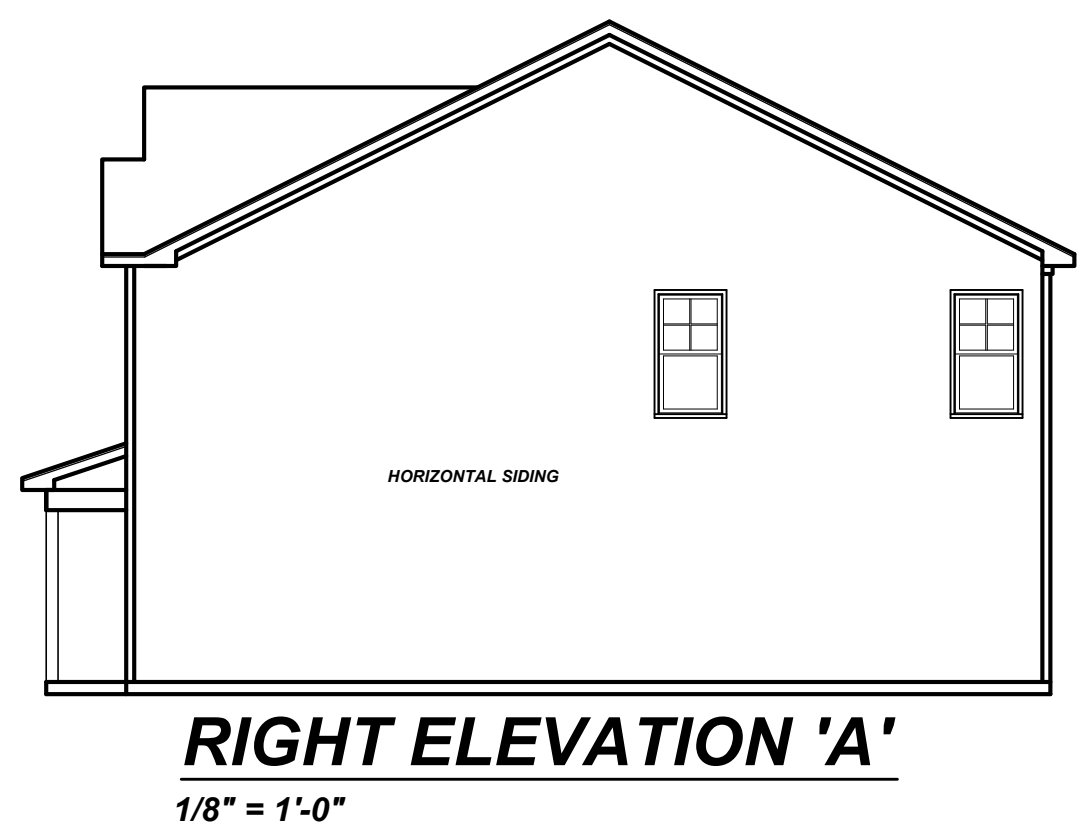 HORIZONTAL SIDING
RIGHT ELEVATION 'A'
1/8" = 1'-0"